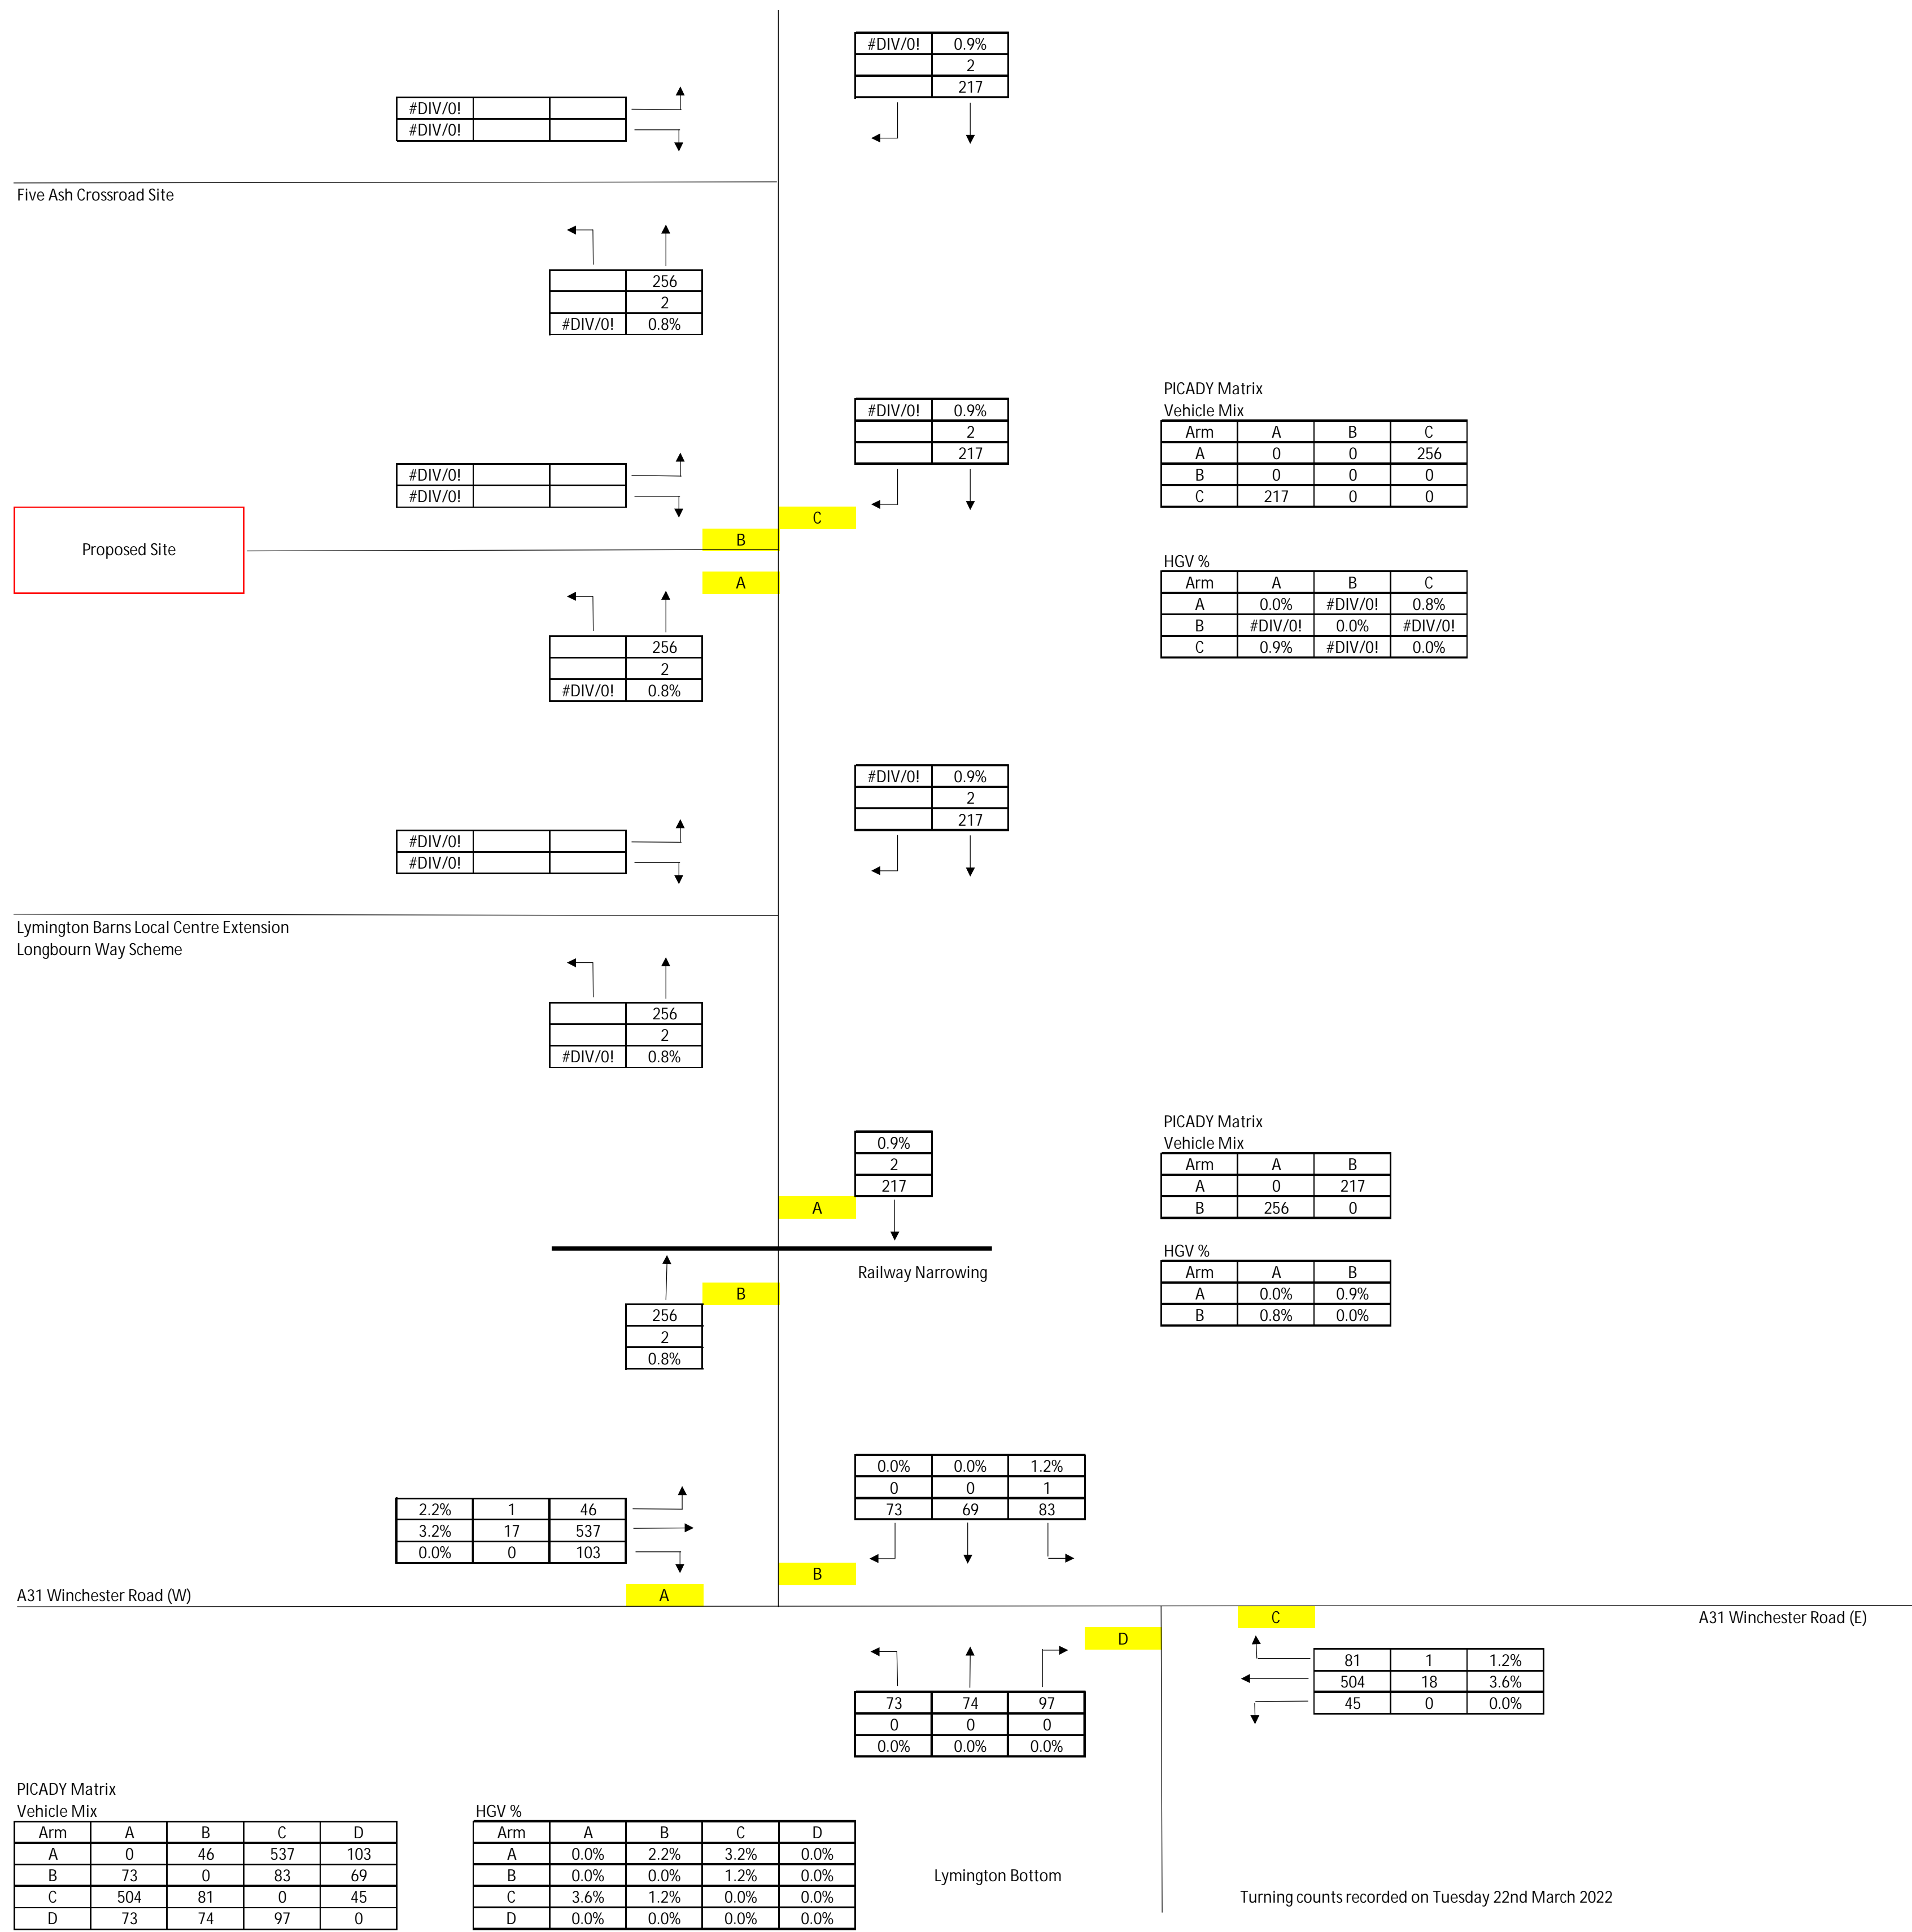 #DIV/0! 0.9%
2
217
#DIV/0!
#DIV/0!
Five Ash Crossroad Site
256
2
#DIV/0! 0.8%
PICADY Matrix
Vehicle Mix
Arm A B C
A 0 0 256
B 0 0 0
C 217 0 0
#DIV/0! 0.9%
2
217
#DIV/0!
#DIV/0!
C
B
Proposed Site
A
HGV %
Arm A B C
A 0.0% #DIV/0! 0.8%
B #DIV/0! 0.0% #DIV/0!
C 0.9% #DIV/0! 0.0%
256
2
#DIV/0! 0.8%
#DIV/0! 0.9%
2
217
#DIV/0!
#DIV/0!
Lymington Barns Local Centre Extension
Longbourn Way Scheme
256
2
#DIV/0! 0.8%
PICADY Matrix
Vehicle Mix
Arm A B
A 0 217
B 256 0
0.9%
2
217
A
HGV %
Arm A B
A 0.0% 0.9%
B 0.8% 0.0%
Railway Narrowing
B
256
2
0.8%
0.0% 0.0% 1.2%
0 0 1
73 69 83
2.2% 1 46
3.2% 17 537
0.0% 0 103
B
A31 Winchester Road (W)
A
C
A31 Winchester Road (E)
D
81 1 1.2%
504 18 3.6%
45 0 0.0%
73 74 97
0 0 0
0.0% 0.0% 0.0%
PICADY Matrix
Vehicle Mix
Arm A B C D
A 0 46 537 103
B 73 0 83 69
C 504 81 0 45
D 73 74 97 0
HGV %
Arm A B C D
A 0.0% 2.2% 3.2% 0.0%
B 0.0% 0.0% 1.2% 0.0%
C 3.6% 1.2% 0.0% 0.0%
D 0.0% 0.0% 0.0% 0.0%
Lymington Bottom
Turning counts recorded on Tuesday 22nd March 2022